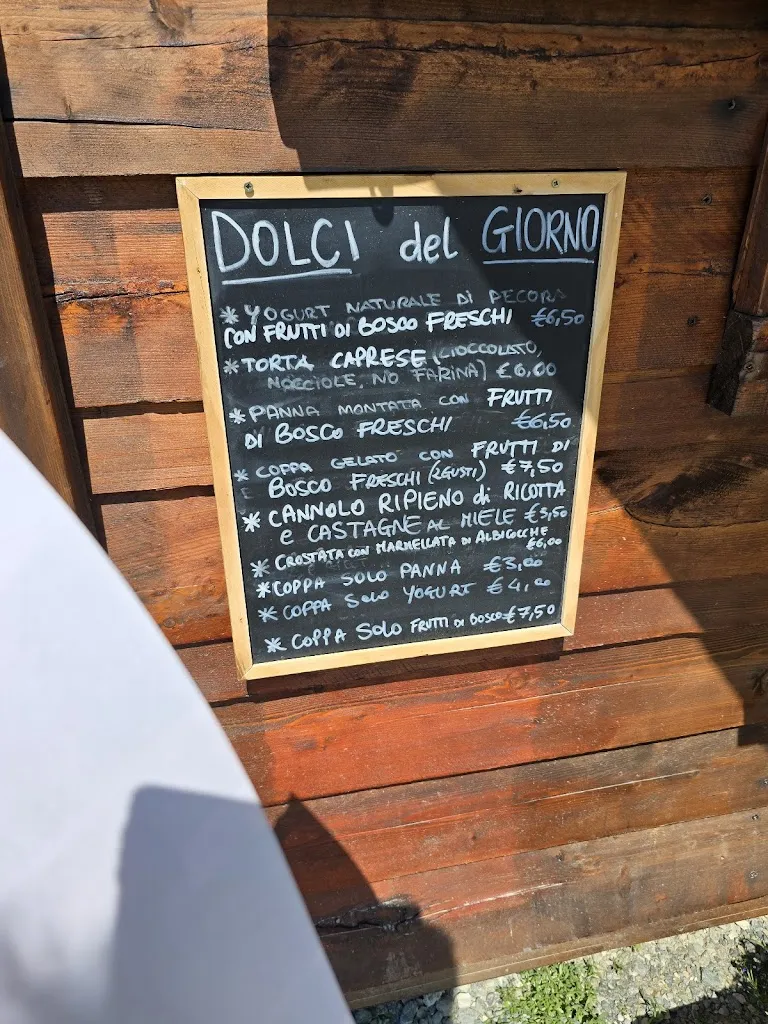 DOLCI del GIORNO
* YOGURT NATURALE DI PECORA
CON FRUTTI DI BOSCO FRESCHI €6,50
* TORTA CAPRESE (CIOCCOLATO,
NOCCIOLE, NO FARINA) €6,00
* PANNA MONTATA CON FRUTTI
DI BOSCO FRESCHI €6,50
* COPPA GELATO CON FRUTTI DI
BOSCO FRESCHI (2GUSTI) €7,50
* CANNOLO RIPIENO di RICOTTA
e CASTAGNE AL MIELE €5,50
* CROSTATA CON MARMELLATA DI ALBICOCCHE
€6,00
* COPPA SOLO PANNA €3,00
* COPPA SOLO YOGURT €4,00
* COPPA SOLO FRUTTI DI BOSCO €7,50